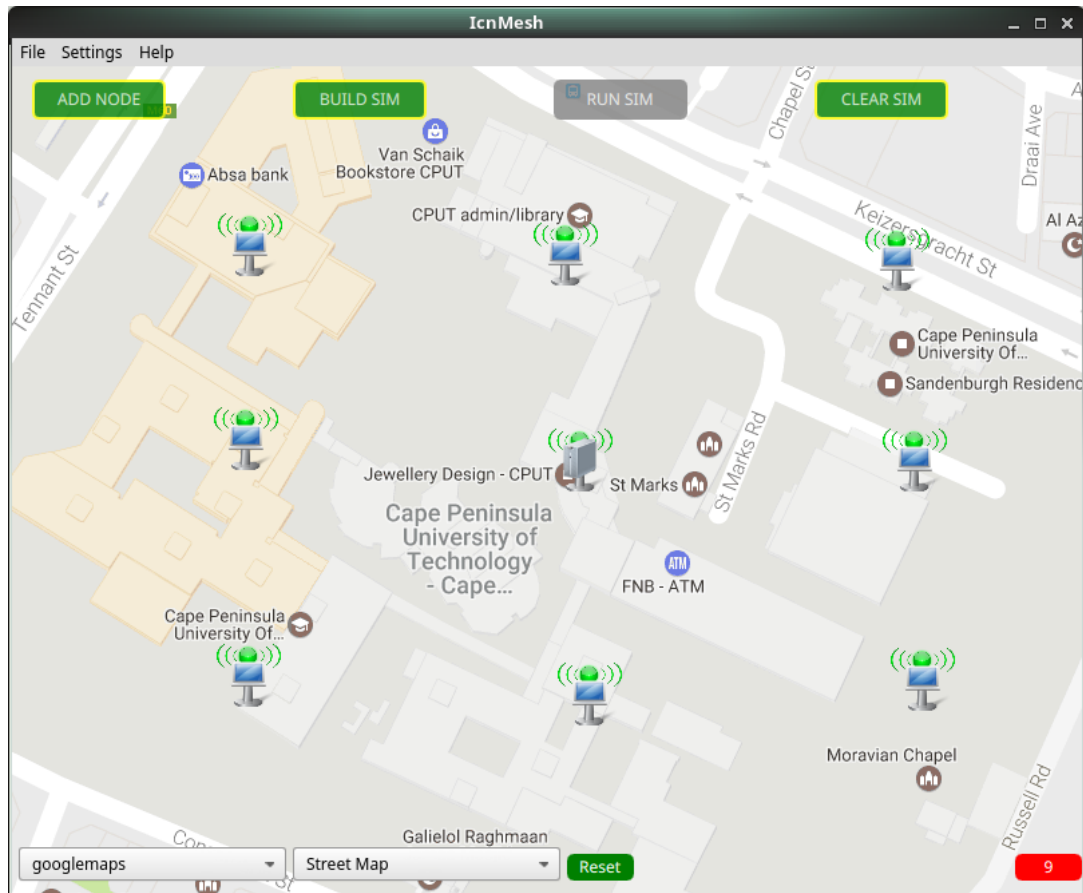 IcnMesh
File Settings Help
ADD NODE
BUILD SIM
RUN SIM
CLEAR SIM
Chapel St
Draai Ave
Van Schaik
Bookstore CPUT
Absa bank
CPUT admin/library
Keizersgracht St
Al Az
Tennant St
Cape Peninsula
University Of...
Sandenburgh Residenc
St Marks Rd
Jewellery Design - CPUT
St Marks
Cape Peninsula
University of
Technology
- Cape...
ATM
FNB - ATM
Cape Peninsula
University Of...
Moravian Chapel
Russell Rd
Galielol Raghmaan
googlemaps
Street Map
Reset
9